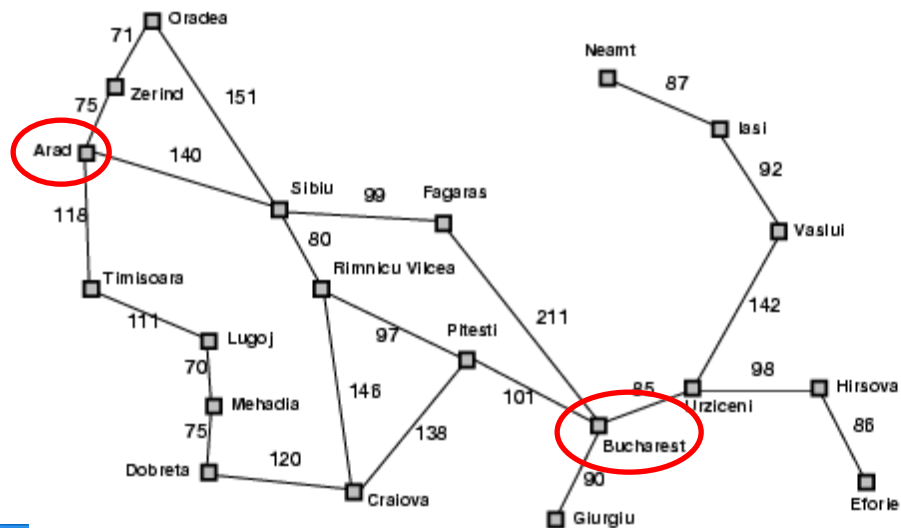 Oradea
71
Neamt
87
Zerind
151
75
Iasi
Arad
140
92
Sibiu
99
Fagaras
118
80
Vaslui
Timisoara
Rimnicu Vilcea
142
111
211
Lugoj
97
Pitesti
70
98
85
Hirsova
146
101
Urziceni
Mehadia
86
75
138
Bucharest
120
90
Dobreta
Craiova
Eforie
Giurgiu